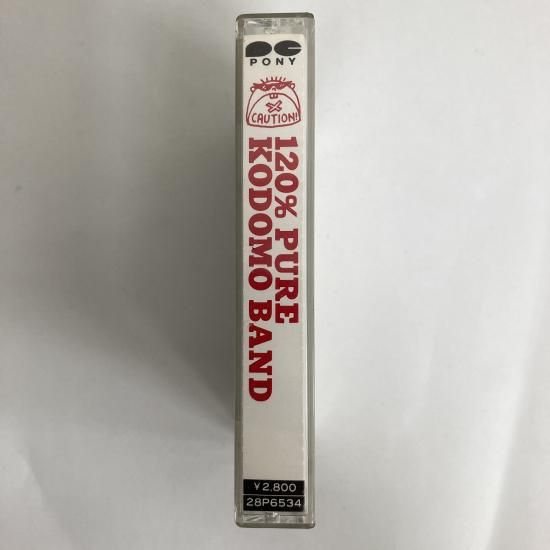 PONY
CAUTION!
120% PURE
KODOMO BAND
¥2,800
28P6534